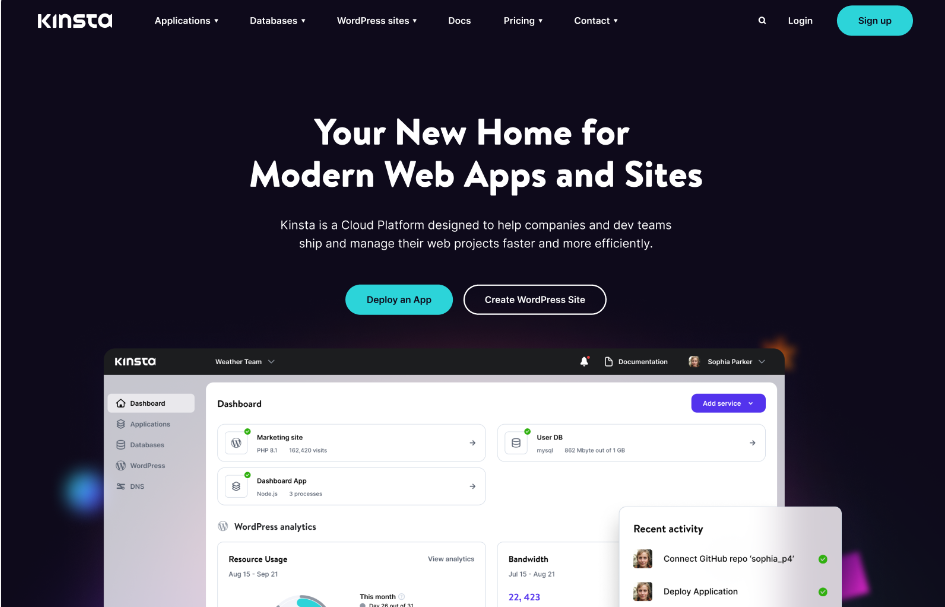 Kinsta
Applications ▾ Databases ▾ WordPress sites ▾ Docs Pricing ▾ Contact ▾ Login Sign up
Your New Home for
Modern Web Apps and Sites
Kinsta is a Cloud Platform designed to help companies and dev teams
ship and manage their web projects faster and more efficiently.
Deploy an App Create WordPress Site
Kinsta Weather Team Documentation Sophia Parker
Dashboard
Applications
Databases
WordPress
DNS
Dashboard Add service
Marketing site
PHP 8.1 162,420 visits
User DB
mysql 862 Mbyte out of 1 GB
Dashboard App
Node.js 3 processes
WordPress analytics
Resource Usage View analytics
Aug 15 - Sep 21
This month
Day 26 out of 31
Bandwidth
Jul 15 - Aug 21
22, 423
Recent activity
Connect GitHub repo 'sophia_p4'
Deploy Application